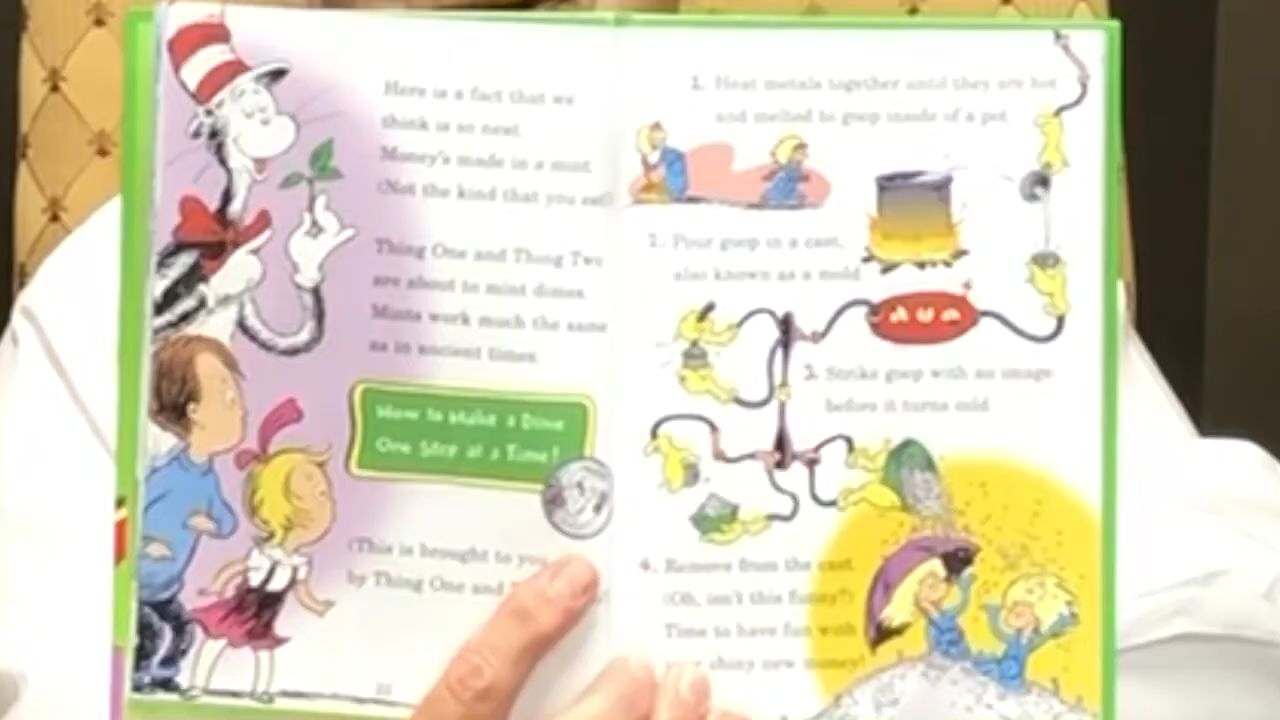 Here is a fact that we
think is so neat.
Money's made in a mint.
(Not the kind that you eat!)
Thing One and Thing Two
are about to mint dimes.
Mints work much the same
as in ancient times.
How to Make a Dime
One Step at a Time!
(This is brought to you
by Thing One and
1. Heat metals together until they are hot
and melted to goop inside of a pot.
2. Pour goop in a cast,
also known as a mold.
3. Strike goop with an image
before it turns cold.
4. Remove from the cast.
(Oh, isn't this funny?)
Time to have fun with
your shiny new money!